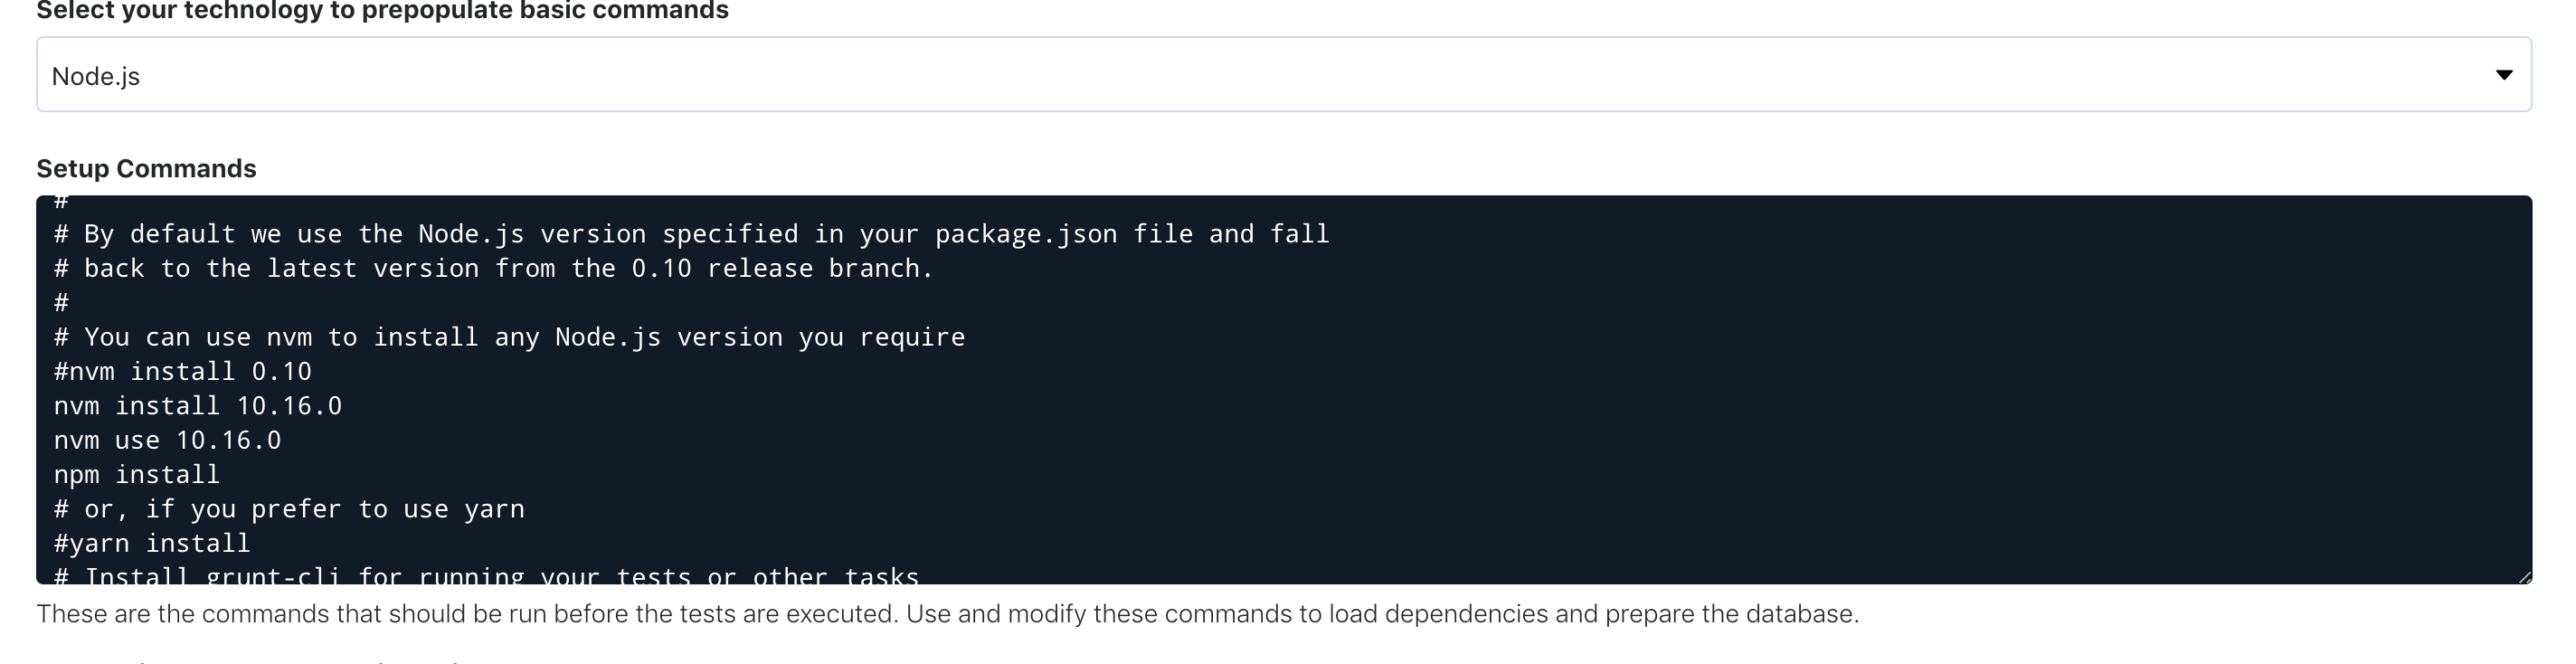 Select your technology to prepopulate basic commands
Node.js
Setup Commands
#
# By default we use the Node.js version specified in your package.json file and fall
# back to the latest version from the 0.10 release branch.
#
# You can use nvm to install any Node.js version you require
#nvm install 0.10
nvm install 10.16.0
nvm use 10.16.0
npm install
# or, if you prefer to use yarn
#yarn install
# Install grunt-cli for running your tests or other tasks
These are the commands that should be run before the tests are executed. Use and modify these commands to load dependencies and prepare the database.